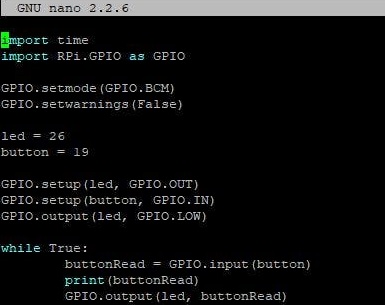 GNU nano 2.2.6
import time
import RPi.GPIO as GPIO
GPIO.setmode(GPIO.BCM)
GPIO.setwarnings(False)
led = 26
button = 19
GPIO.setup(led, GPIO.OUT)
GPIO.setup(button, GPIO.IN)
GPIO.output(led, GPIO.LOW)
while True:
        buttonRead = GPIO.input(button)
        print(buttonRead)
        GPIO.output(led, buttonRead)